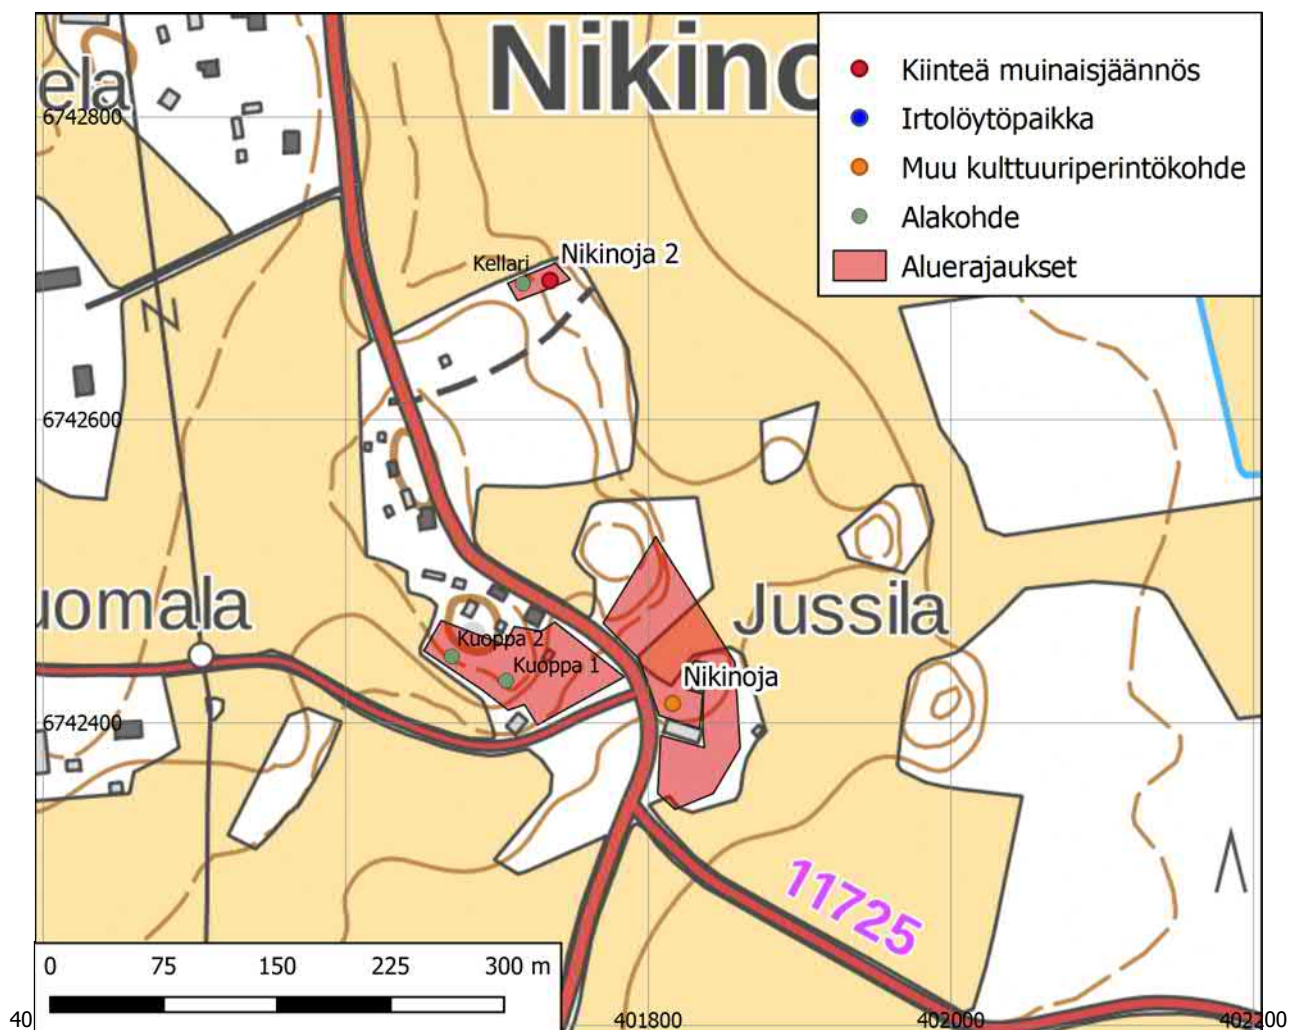 Nikino
ela
6742800
Kiinteä muinaisjäännös
Irtolöytöpaikka
Muu kulttuuriperintökohde
Alakohde
Aluerajaukset
Kellari
Nikinoja 2
6742600
uomala
Jussila
Kuoppa 2
Kuoppa 1
Nikinoja
6742400
11725
0 75 150 225 300 m
40
401800
402000
402200